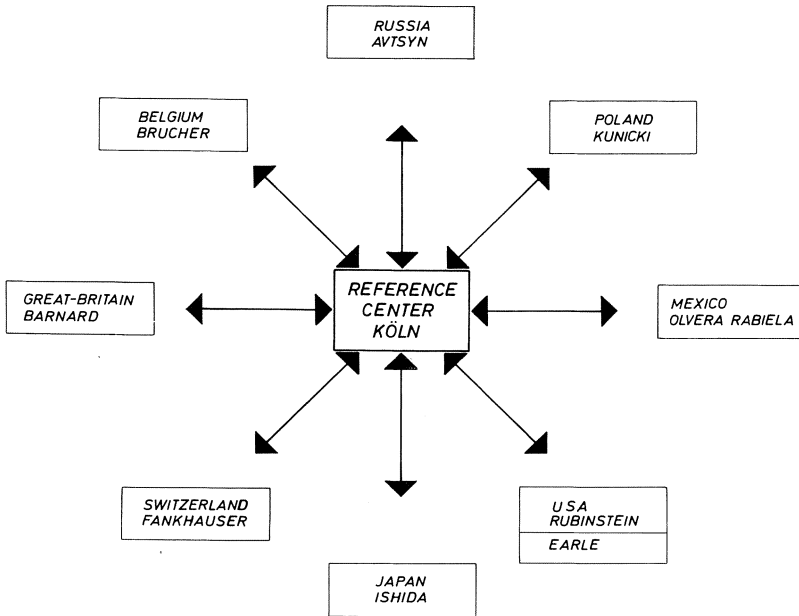 RUSSIA
AVTSYN
BELGIUM
BRUCHER
POLAND
KUNICKI
GREAT-BRITAIN
BARNARD
REFERENCE
CENTER
KÖLN
MEXICO
OLVERA RABIELA
SWITZERLAND
FANKHAUSER
USA
RUBINSTEIN
EARLE
JAPAN
ISHIDA